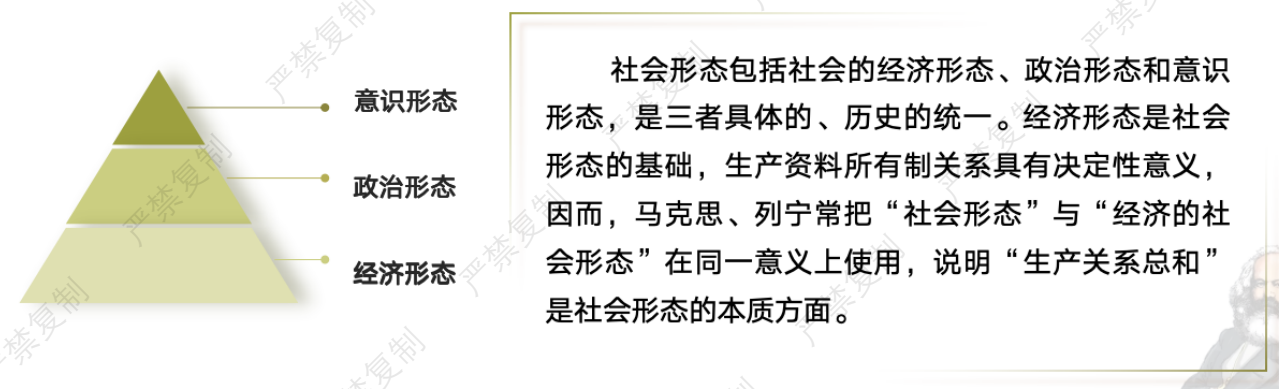 意识形态
政治形态
经济形态
社会形态包括社会的经济形态、政治形态和意识
形态，是三者具体的、历史的统一。经济形态是社会
形态的基础，生产资料所有制关系具有决定性意义，
因而，马克思、列宁常把“社会形态”与“经济的社
会形态”在同一意义上使用，说明“生产关系总和”
是社会形态的本质方面。
严禁复制
严禁复制
严禁复制
严禁复制
严禁复制
严禁复制
严禁复制